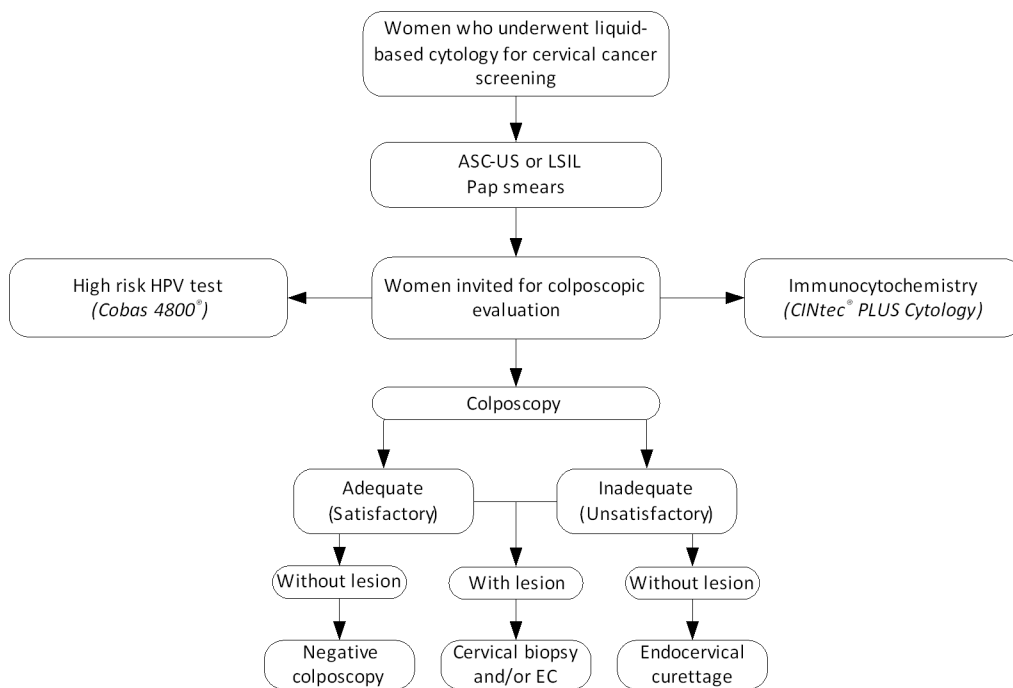 Women who underwent liquid-
based cytology for cervical cancer
screening
ASC-US or LSIL
Pap smears
High risk HPV test
(Cobas 4800®)
Women invited for colposcopic
evaluation
Immunocytochemistry
(CINtec® PLUS Cytology)
Colposcopy
Adequate
(Satisfactory)
Inadequate
(Unsatisfactory)
Without lesion
With lesion
Without lesion
Negative
colposcopy
Cervical biopsy
and/or EC
Endocervical
curettage